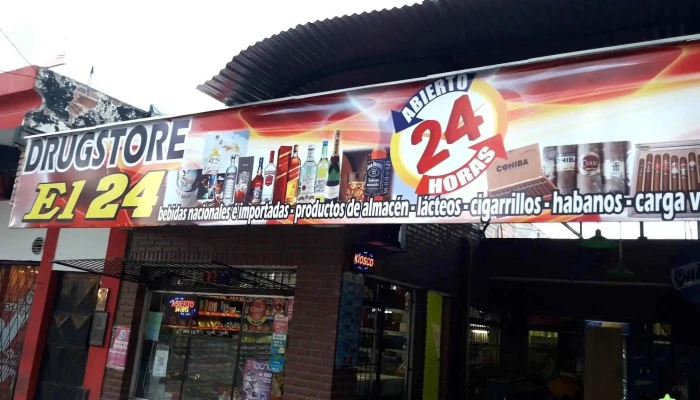 DRUGSTORE
El 24
ABIERTO
24
HORAS
COHIBA
bebidas nacionales e importadas - productos de almacén - lácteos - cigarrillos - habanos - carga v
KIOSCO
ABIERTO